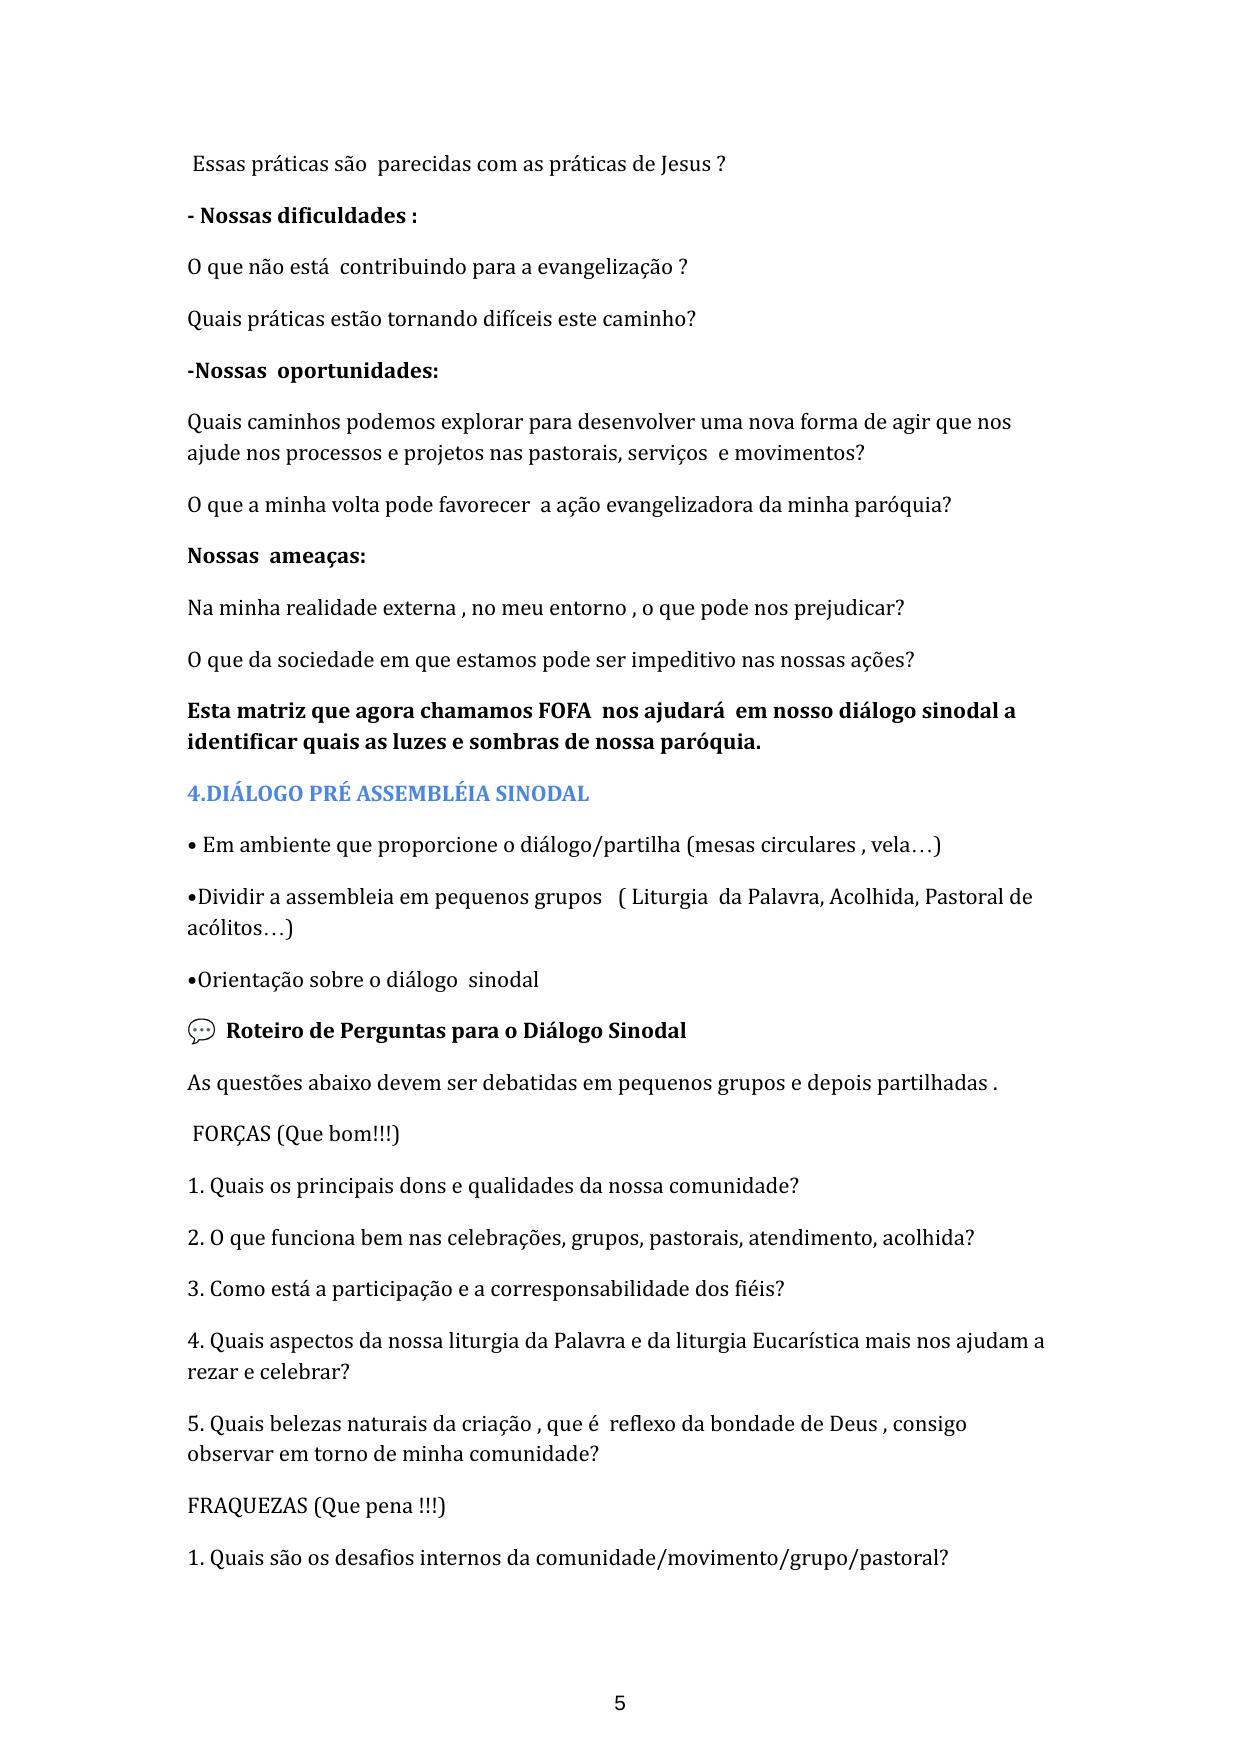 Essas práticas são  parecidas com as práticas de Jesus ?
- Nossas dificuldades :
O que não está  contribuindo para a evangelização ?
Quais práticas estão tornando difíceis este caminho?
-Nossas  oportunidades:
Quais caminhos podemos explorar para desenvolver uma nova forma de agir que nos
ajude nos processos e projetos nas pastorais, serviços  e movimentos?
O que a minha volta pode favorecer  a ação evangelizadora da minha paróquia?
Nossas  ameaças:
Na minha realidade externa , no meu entorno , o que pode nos prejudicar?
O que da sociedade em que estamos pode ser impeditivo nas nossas ações?
Esta matriz que agora chamamos FOFA  nos ajudará  em nosso diálogo sinodal a
identificar quais as luzes e sombras de nossa paróquia.
4.DIÁLOGO PRÉ ASSEMBLÉIA SINODAL
• Em ambiente que proporcione o diálogo/partilha (mesas circulares , vela…)
•Dividir a assembleia em pequenos grupos   ( Liturgia  da Palavra, Acolhida, Pastoral de
acólitos…)
•Orientação sobre o diálogo  sinodal
💬 Roteiro de Perguntas para o Diálogo Sinodal
As questões abaixo devem ser debatidas em pequenos grupos e depois partilhadas .
FORÇAS (Que bom!!!)
1. Quais os principais dons e qualidades da nossa comunidade?
2. O que funciona bem nas celebrações, grupos, pastorais, atendimento, acolhida?
3. Como está a participação e a corresponsabilidade dos fiéis?
4. Quais aspectos da nossa liturgia da Palavra e da liturgia Eucarística mais nos ajudam a
rezar e celebrar?
5. Quais belezas naturais da criação , que é  reflexo da bondade de Deus , consigo
observar em torno de minha comunidade?
FRAQUEZAS (Que pena !!!)
1. Quais são os desafios internos da comunidade/movimento/grupo/pastoral?
5